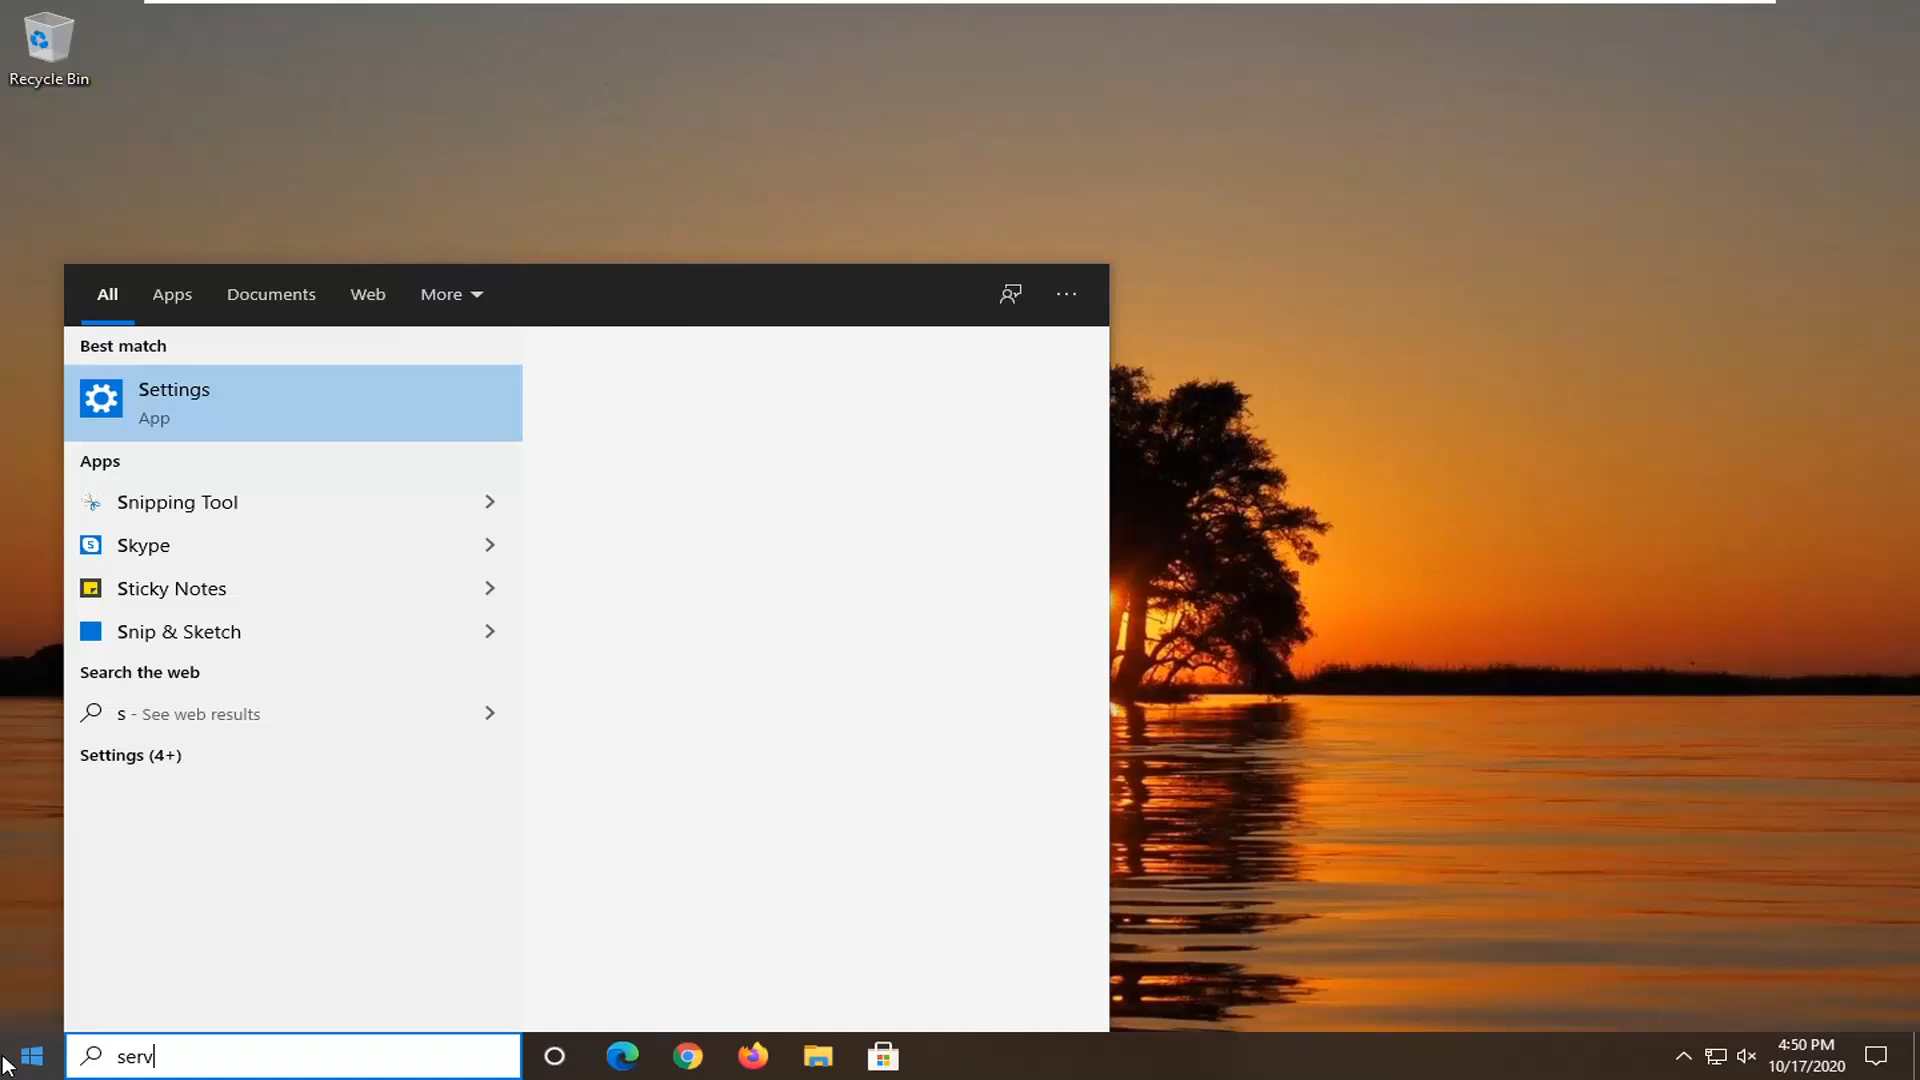 Recycle Bin
All Apps Documents Web More
Best match
Settings
App
Apps
Snipping Tool
Skype
Sticky Notes
Snip & Sketch
Search the web
s - See web results
Settings (4+)
serv
4:50 PM
10/17/2020